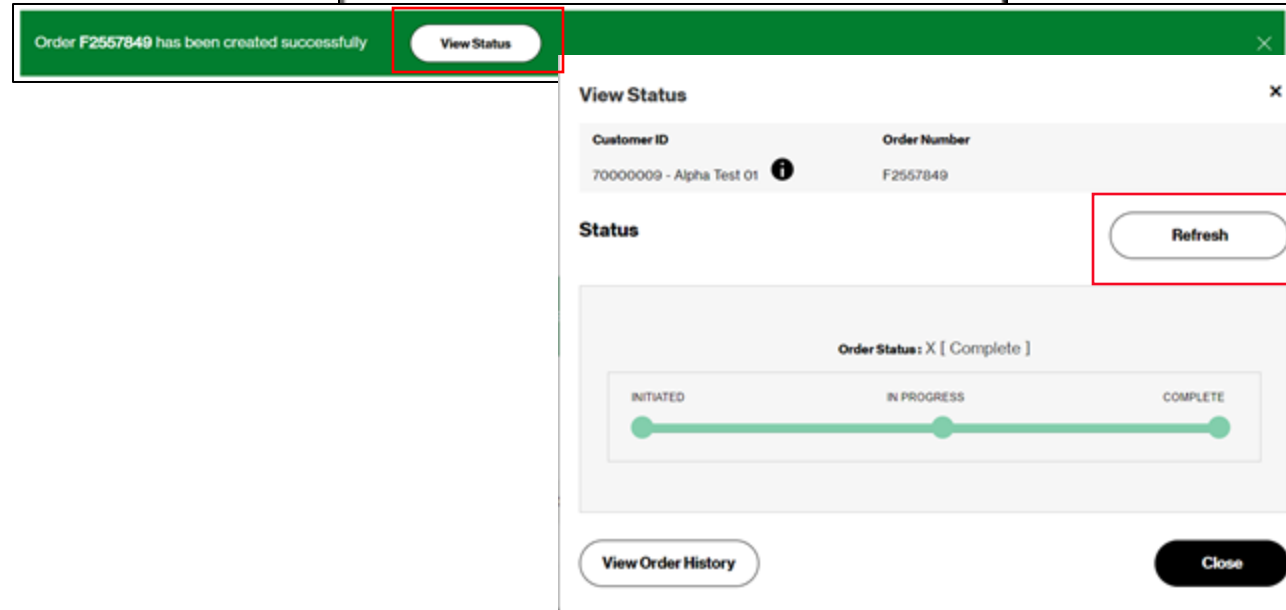 Order F2557849 has been created successfully
View Status
View Status
Customer ID Order Number
70000009 - Alpha Test 01 F2557849
Status
Refresh
Order Status: X [ Complete ]
INITIATED IN PROGRESS COMPLETE
View Order History
Close